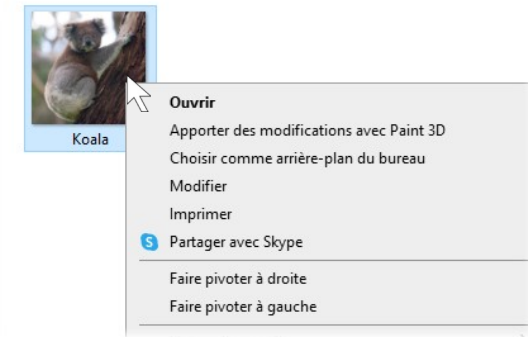 Koala
Ouvrir
Apporter des modifications avec Paint 3D
Choisir comme arrière-plan du bureau
Modifier
Imprimer
Partager avec Skype
Faire pivoter à droite
Faire pivoter à gauche